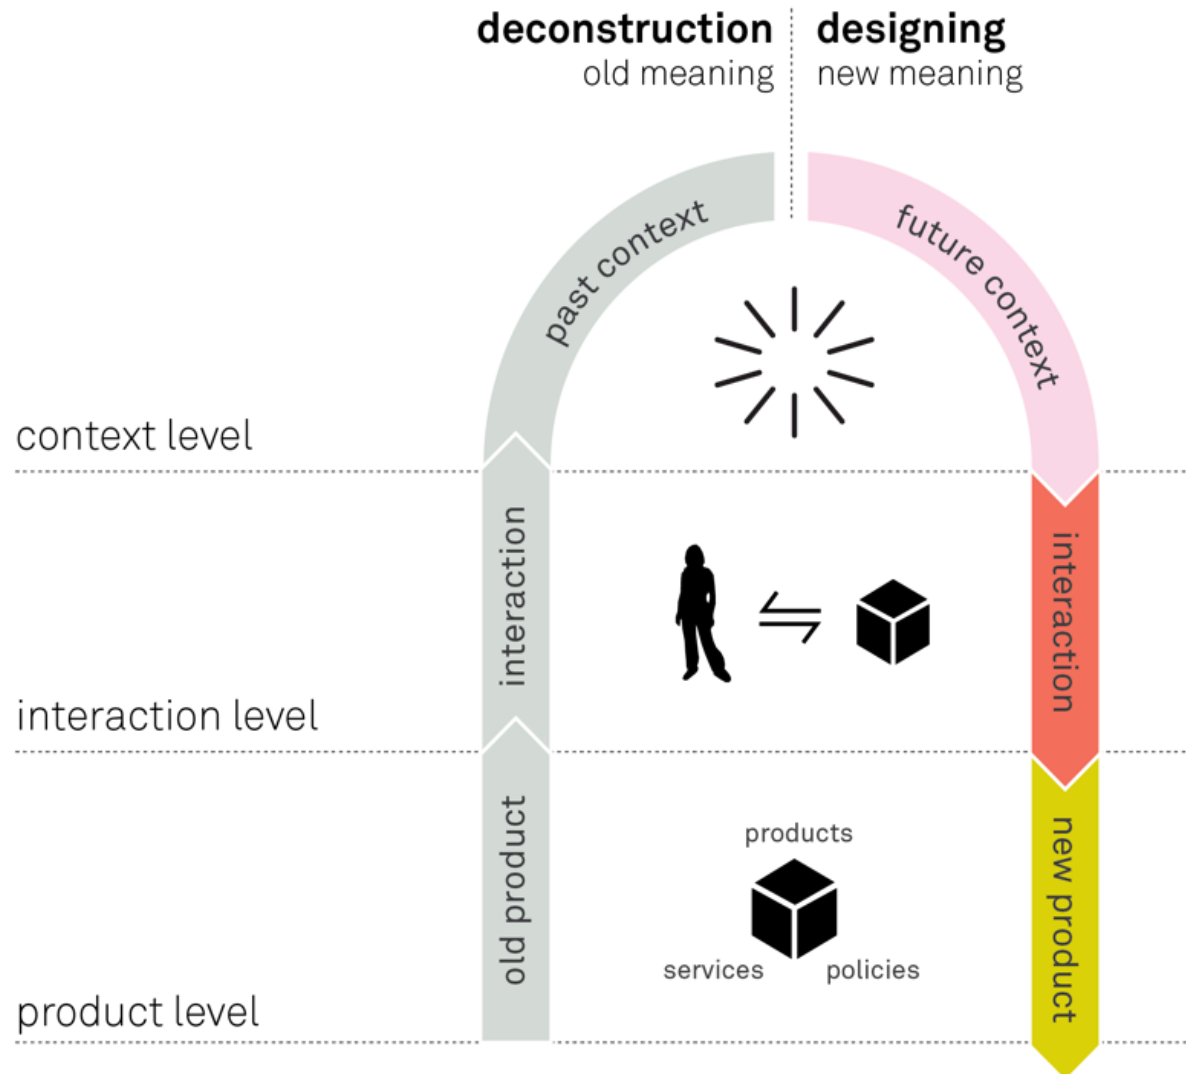 deconstruction
old meaning
designing
new meaning
past context
future context
context level
interaction
interaction
interaction level
old product
products
services
policies
new product
product level